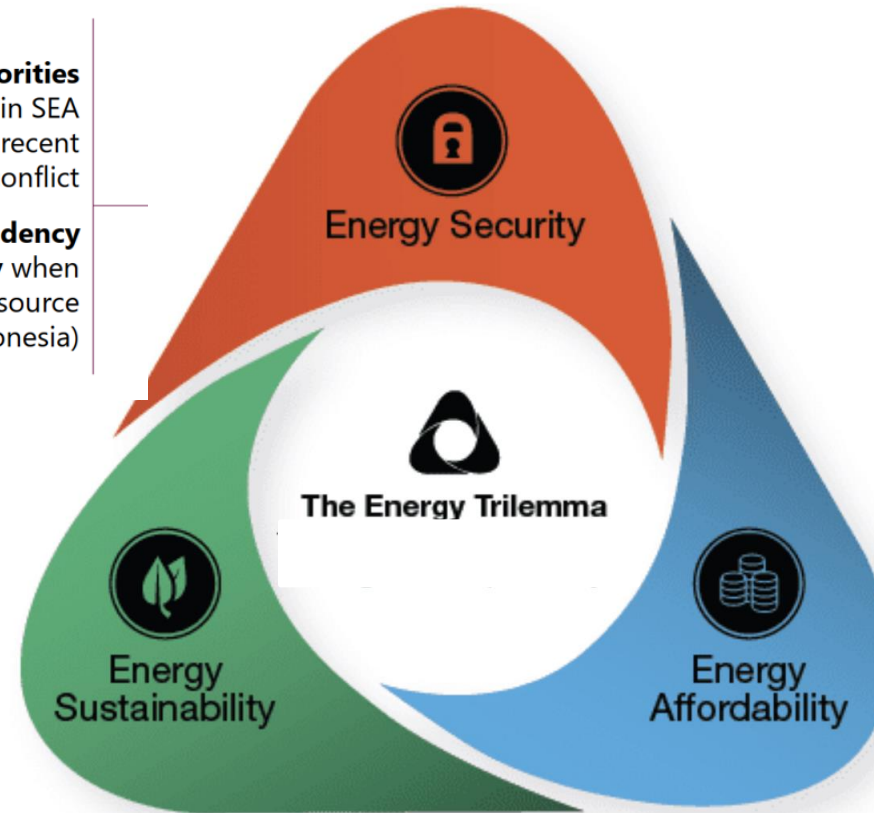 orities
in SEA
recent
onflict
dency
when
source
onesia)
Energy Security
The Energy Trilemma
Energy
Sustainability
Energy
Affordability